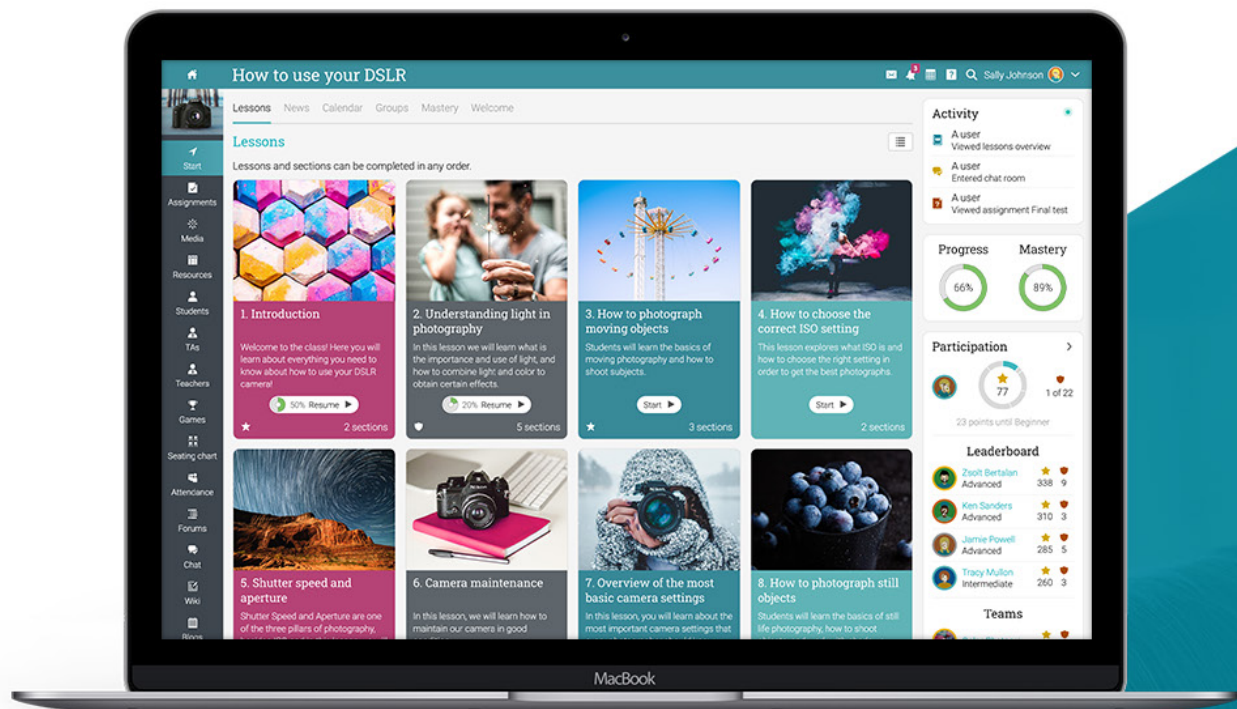 How to use your DSLR
3
?
Sally Johnson
Start
Assignments
Media
Resources
Students
TAs
Teachers
Games
Seating chart
Attendance
Forums
Chat
Wiki
Blogs
Lessons News Calendar Groups Mastery Welcome
Lessons
Lessons and sections can be completed in any order.
1. Introduction
Welcome to the class! Here you will
learn about everything you need to
know about how to use your DSLR
camera!
50% Resume
2 sections
2. Understanding light in
photography
In this lesson we will learn what is
the importance and use of light, and
how to combine light and color to
obtain certain effects.
20% Resume
5 sections
3. How to photograph
moving objects
Students will learn the basics of
moving photography and how to
shoot subjects.
Start
3 sections
4. How to choose the
correct ISO setting
This lesson explores what ISO is and
how to choose the right setting in
order to get the best photographs.
Start
2 sections
5. Shutter speed and
aperture
Shutter Speed and Aperture are one
of the three pillars of photography,
6. Camera maintenance
In this lesson, we will learn how to
maintain our camera in good
7. Overview of the most
basic camera settings
In this lesson, you will learn about the
most important camera settings that
8. How to photograph still
objects
Students will learn the basics of still
life photography, how to shoot
Activity
A user
Viewed lessons overview
A user
Entered chat room
A user
Viewed assignment Final test
Progress Mastery
66% 89%
Participation
77
1 of 22
23 points until Beginner
Leaderboard
Zsolt Bertalan
Advanced 338 9
Ken Sanders
Advanced 310 3
Jamie Powell
Advanced 285 5
Tracy Mullon
Intermediate 260 3
Teams
MacBook